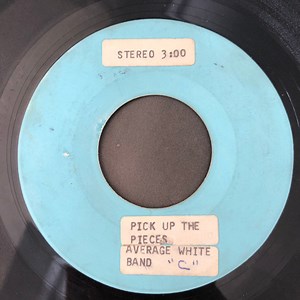 STEREO 3:00
PICK UP THE
PIECES
AVERAGE WHITE
BAND "C"